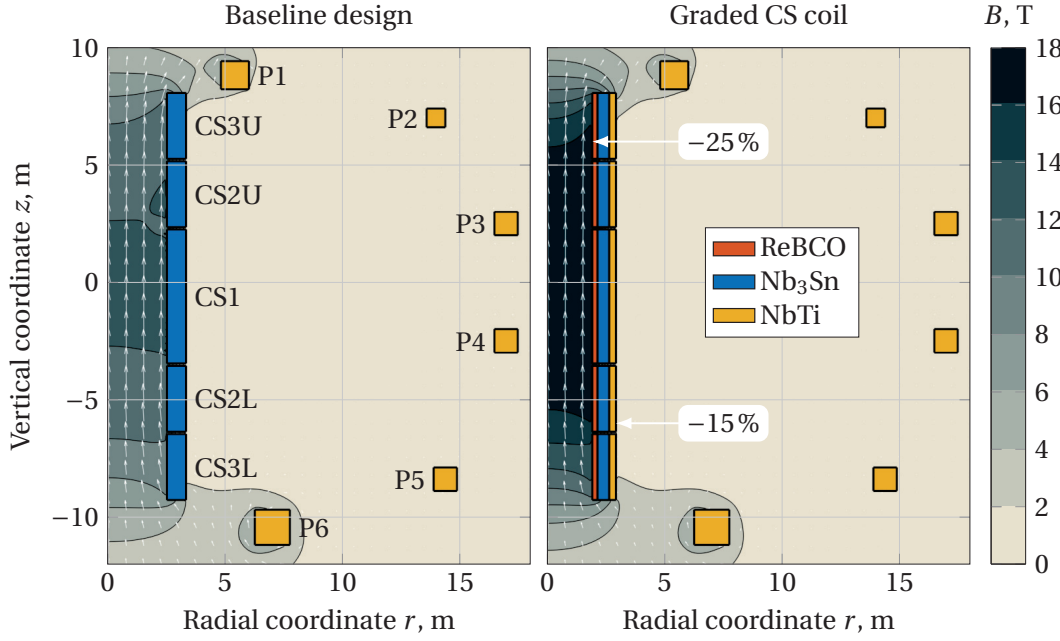 Baseline design
Graded CS coil
B, T
Vertical coordinate z, m
10
5
0
−5
−10
P1
CS3U
P2
CS2U
P3
CS1
P4
CS2L
CS3L
P5
P6
0
5
10
15
Radial coordinate r, m
−25 %
ReBCO
Nb₃Sn
NbTi
−15 %
0
5
10
15
Radial coordinate r, m
18
16
14
12
10
8
6
4
2
0